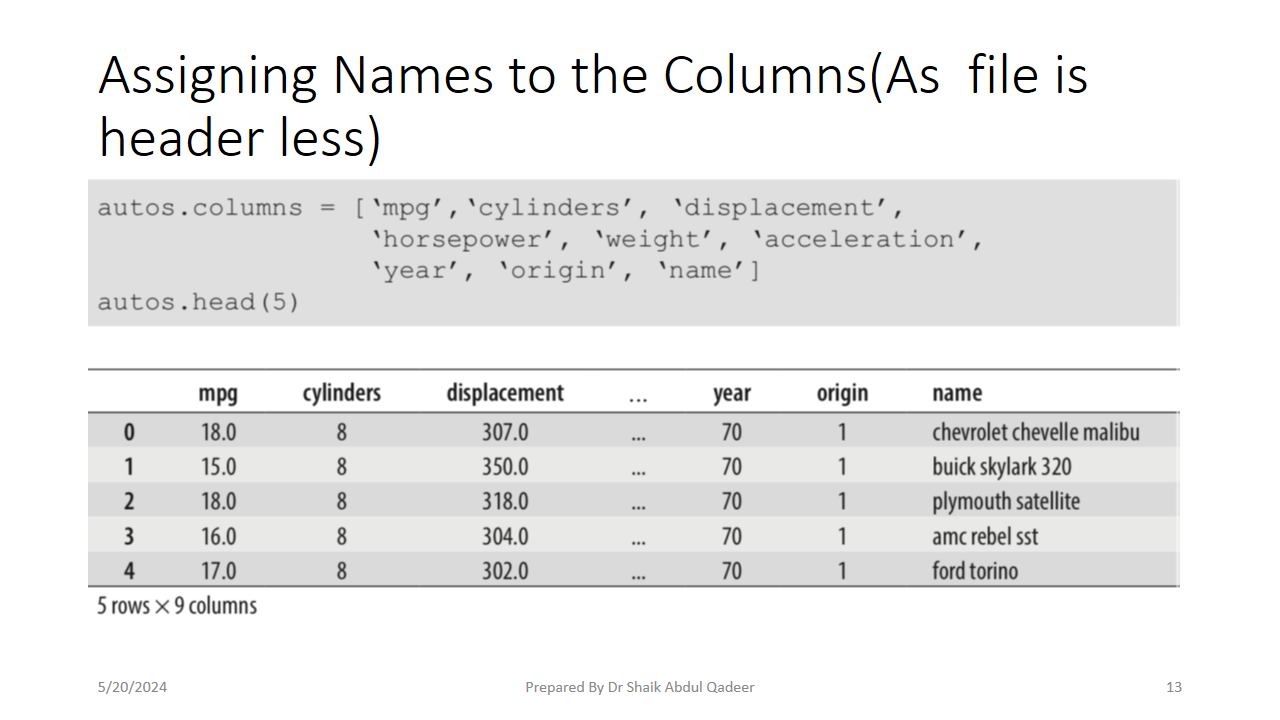 Assigning Names to the Columns(As  file is
header less)
autos.columns = [‘mpg’,‘cylinders’, ‘displacement’,
‘horsepower’, ‘weight’, ‘acceleration’,
‘year’, ‘origin’, ‘name’]
autos.head(5)
mpg cylinders displacement ... year origin name
0 18.0 8 307.0 ... 70 1 chevrolet chevelle malibu
1 15.0 8 350.0 ... 70 1 buick skylark 320
2 18.0 8 318.0 ... 70 1 plymouth satellite
3 16.0 8 304.0 ... 70 1 amc rebel sst
4 17.0 8 302.0 ... 70 1 ford torino
5 rows × 9 columns
5/20/2024 Prepared By Dr Shaik Abdul Qadeer 13